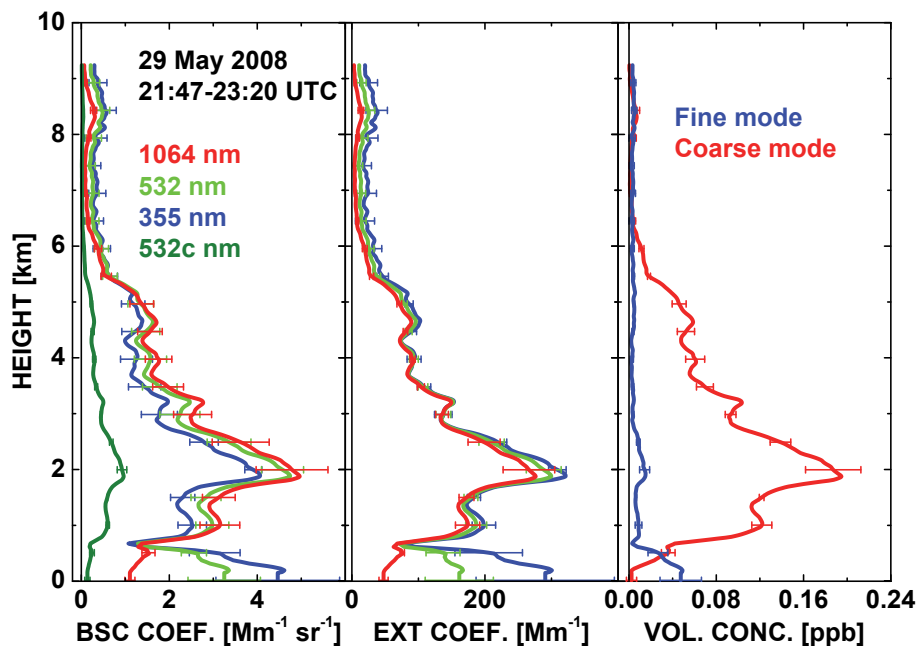 10
8
6
4
2
0
HEIGHT [km]
29 May 2008
21:47-23:20 UTC
1064 nm
532 nm
355 nm
532c nm
Fine mode
Coarse mode
0 2 4
0 200
0.00 0.08 0.16 0.24
BSC COEF. [Mm⁻¹ sr⁻¹]
EXT COEF. [Mm⁻¹]
VOL. CONC. [ppb]